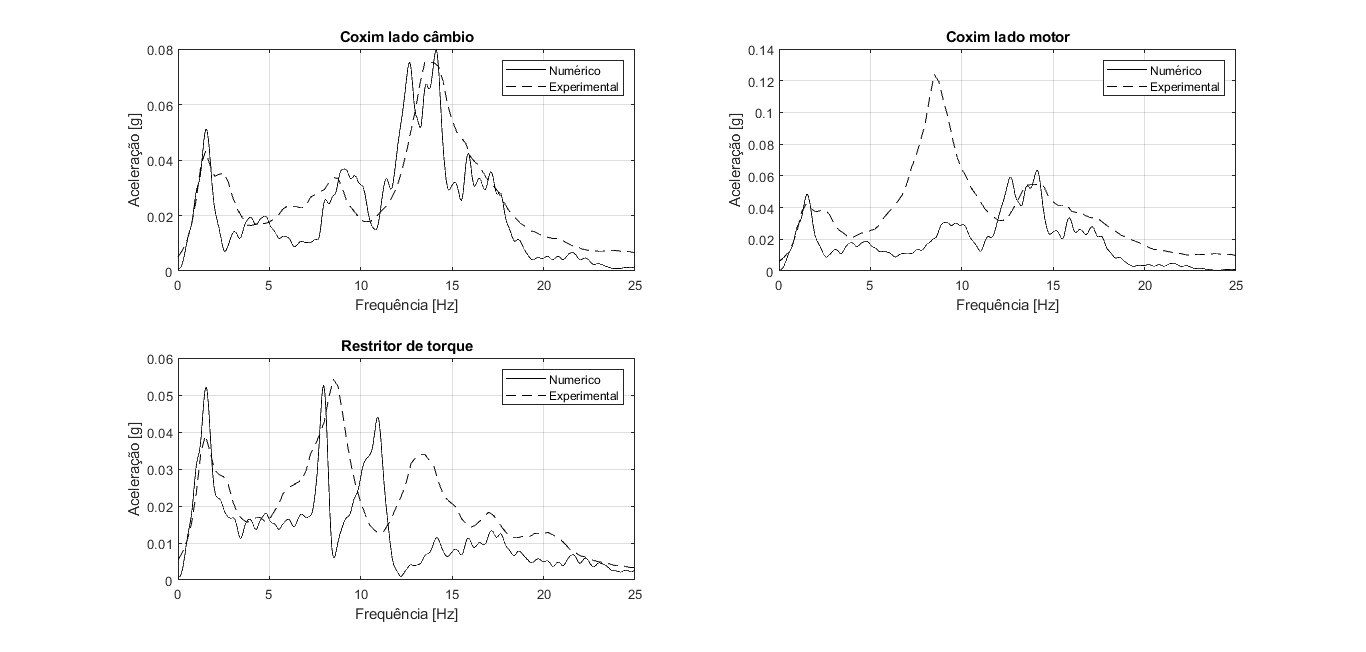 Coxim lado câmbio
Numérico
Experimental
Aceleração [g]
0.08
0.06
0.04
0.02
0
0 5 10 15 20 25
Frequência [Hz]
Coxim lado motor
Numérico
Experimental
Aceleração [g]
0.14
0.12
0.1
0.08
0.06
0.04
0.02
0
0 5 10 15 20 25
Frequência [Hz]
Restritor de torque
Numerico
Experimental
Aceleração [g]
0.06
0.05
0.04
0.03
0.02
0.01
0
0 5 10 15 20 25
Frequência [Hz]